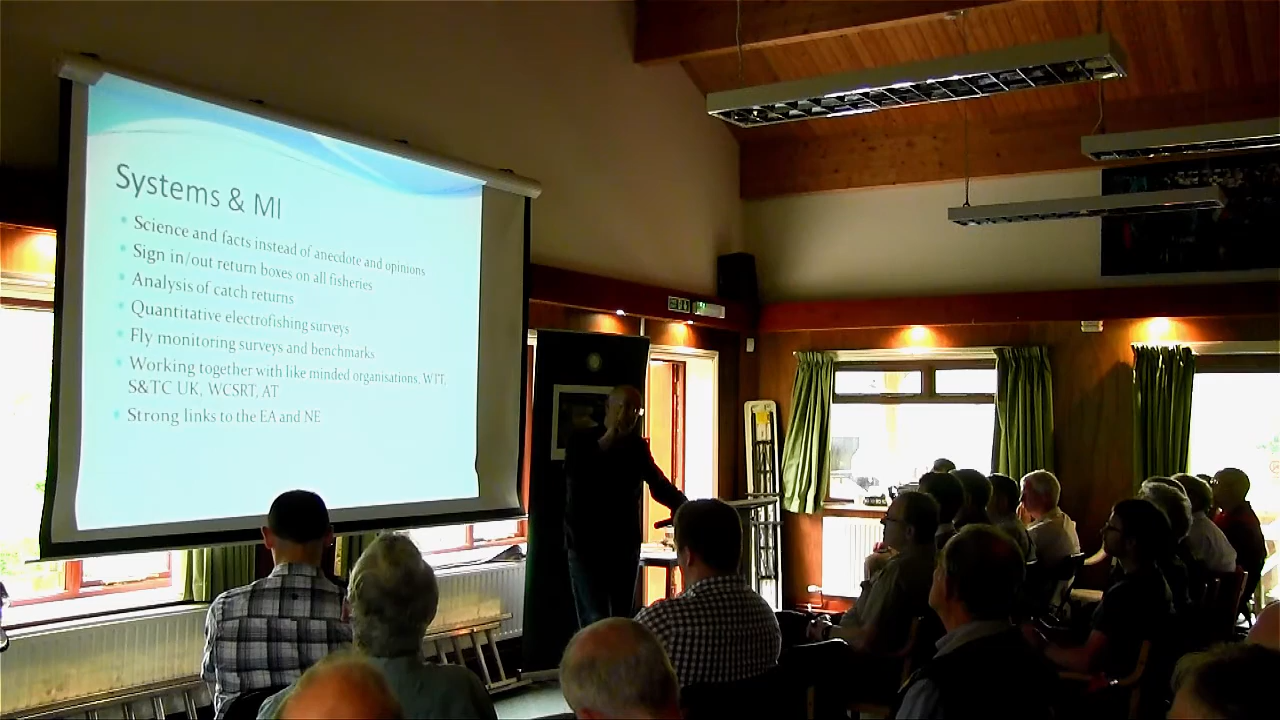 Systems & MI
Science and facts instead of anecdote and opinions
Sign in/out return boxes on all fisheries
Analysis of catch returns
Quantitative electrofishing surveys
Fly monitoring surveys and benchmarks
Working together with like minded organisations, WTT,
S&TC UK, WCSRT, AT
Strong links to the EA and NE